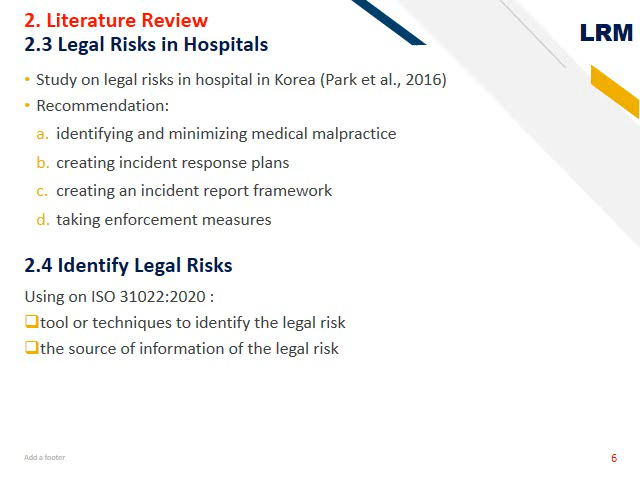 2. Literature Review
2.3 Legal Risks in Hospitals
LRM
• Study on legal risks in hospital in Korea (Park et al., 2016)
• Recommendation:
a. identifying and minimizing medical malpractice
b. creating incident response plans
c. creating an incident report framework
d. taking enforcement measures
2.4 Identify Legal Risks
Using on ISO 31022:2020 :
❑tool or techniques to identify the legal risk
❑the source of information of the legal risk
Add a footer
6